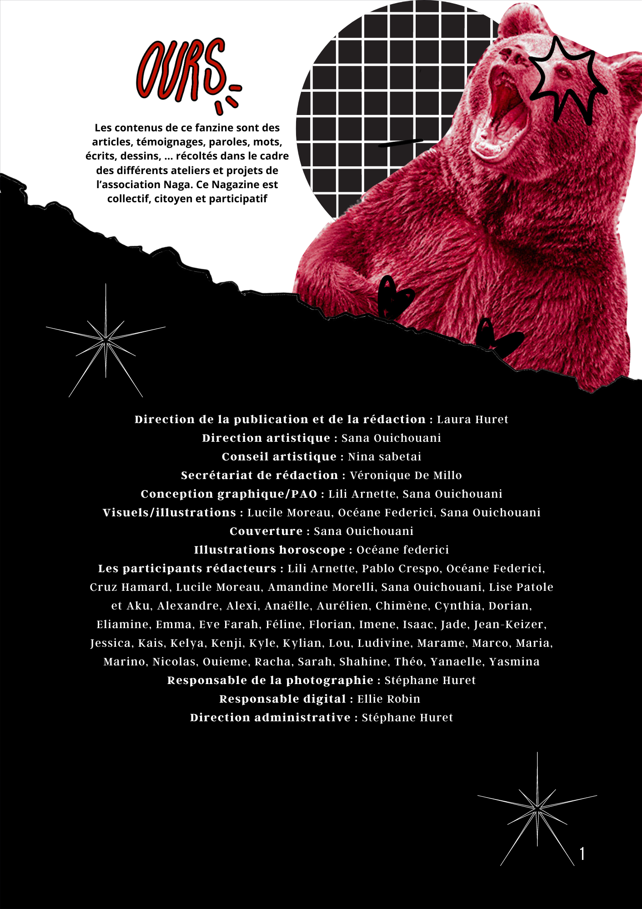 OURS
Les contenus de ce fanzine sont des
articles, témoignages, paroles, mots,
écrits, dessins, ... récoltés dans le cadre
des différents ateliers et projets de
l'association Naga. Ce Nagazine est
collectif, citoyen et participatif
Direction de la publication et de la rédaction : Laura Huret
Direction artistique : Sana Ouichouani
Conseil artistique : Nina sabetai
Secrétariat de rédaction : Véronique De Millo
Conception graphique/PAO : Lili Arnette, Sana Ouichouani
Visuels/illustrations : Lucile Moreau, Océane Federici, Sana Ouichouani
Couverture : Sana Ouichouani
Illustrations horoscope : Océane federici
Les participants rédacteurs : Lili Arnette, Pablo Crespo, Océane Federici,
Cruz Hamard, Lucile Moreau, Amandine Morelli, Sana Ouichouani, Lise Patole
et Aku, Alexandre, Alexi, Anaëlle, Aurélien, Chimène, Cynthia, Dorian,
Eliamine, Emma, Eve Farah, Féline, Florian, Imene, Isaac, Jade, Jean-Keizer,
Jessica, Kais, Kelya, Kenji, Kyle, Kylian, Lou, Ludivine, Marame, Marco, Maria,
Marino, Nicolas, Ouieme, Racha, Sarah, Shahine, Théo, Yanaelle, Yasmina
Responsable de la photographie : Stéphane Huret
Responsable digital : Ellie Robin
Direction administrative : Stéphane Huret
1